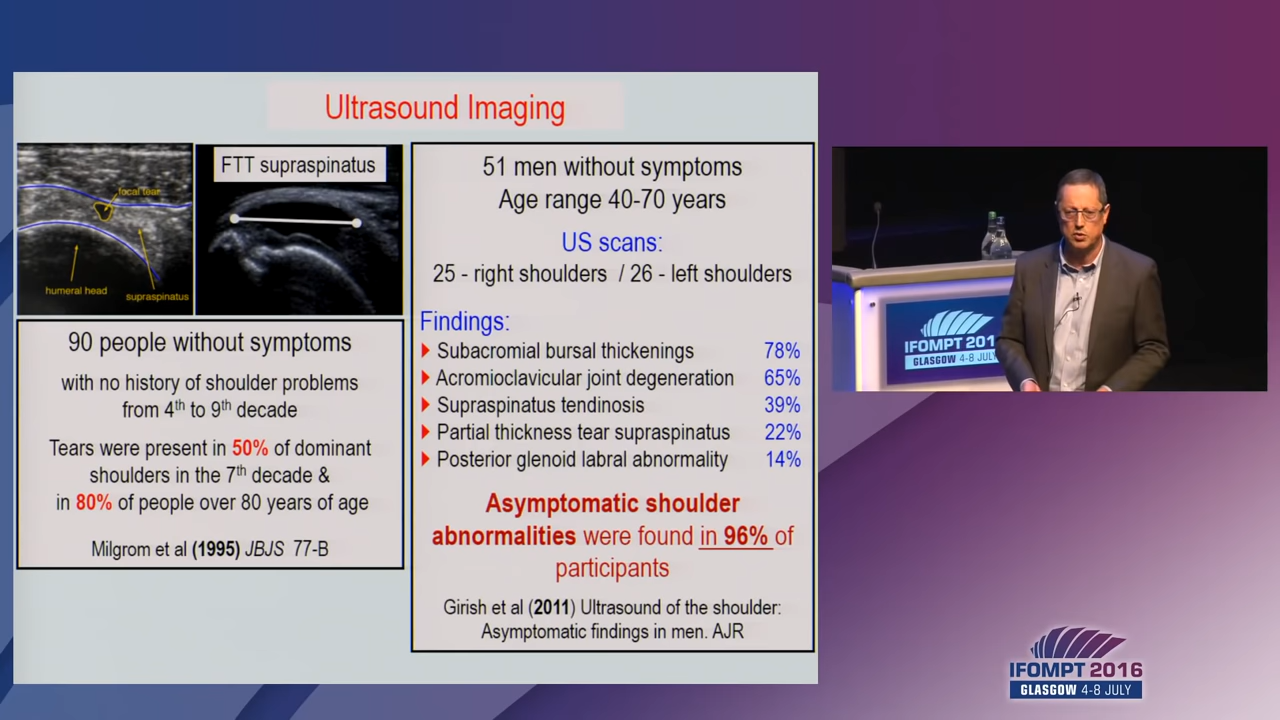 Ultrasound Imaging
focal tear
humeral head
supraspinatus
FTT supraspinatus
90 people without symptoms
with no history of shoulder problems
from 4th to 9th decade
Tears were present in 50% of dominant
shoulders in the 7th decade &
in 80% of people over 80 years of age
Milgrom et al (1995) JBJS 77-B
51 men without symptoms
Age range 40-70 years
US scans:
25 - right shoulders / 26 - left shoulders
Findings:
Subacromial bursal thickenings 78%
Acromioclavicular joint degeneration 65%
Supraspinatus tendinosis 39%
Partial thickness tear supraspinatus 22%
Posterior glenoid labral abnormality 14%
Asymptomatic shoulder
abnormalities were found in 96% of
participants
Girish et al (2011) Ultrasound of the shoulder:
Asymptomatic findings in men. AJR
IFOMPT 201
GLASGOW 4-8 JULY
IFOMPT 2016
GLASGOW 4-8 JULY